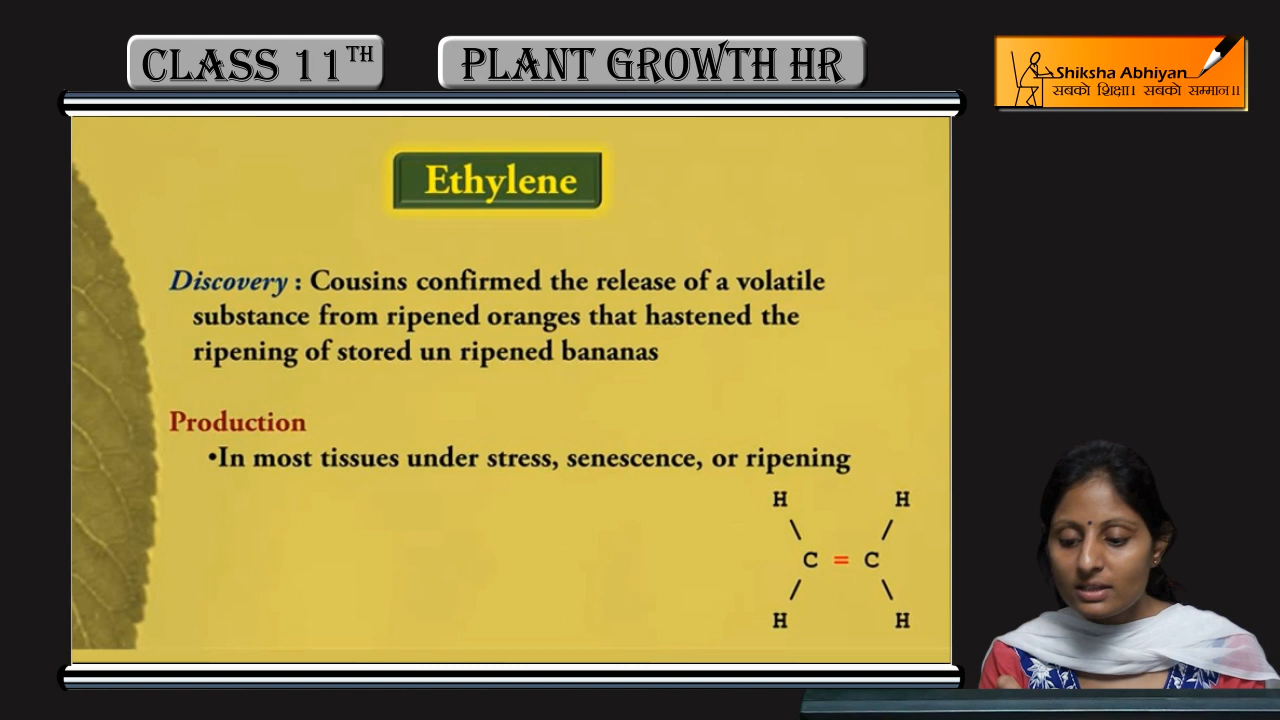 CLASS 11TH
PLANT GROWTH HR
Shiksha Abhiyan
सबको शिक्षा। सबको सम्मान॥
Ethylene
Discovery : Cousins confirmed the release of a volatile
substance from ripened oranges that hastened the
ripening of stored un ripened bananas
Production
•In most tissues under stress, senescence, or ripening
H H
\ /
C = C
/ \
H H